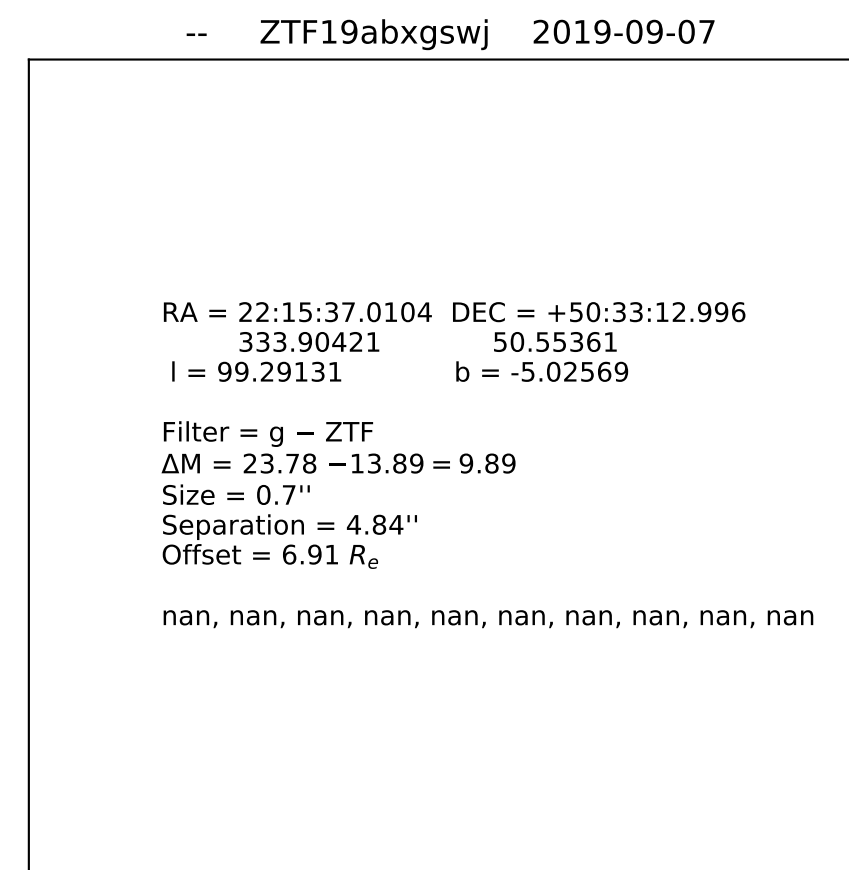 -- ZTF19abxgswj 2019-09-07
RA = 22:15:37.0104 DEC = +50:33:12.996
333.90421 50.55361
l = 99.29131 b = -5.02569
Filter = g − ZTF
ΔM = 23.78 −13.89 = 9.89
Size = 0.7''
Separation = 4.84''
Offset = 6.91 Rₑ
nan, nan, nan, nan, nan, nan, nan, nan, nan, nan